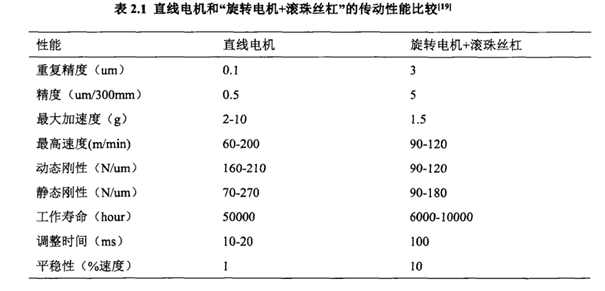 表 2.1 直线电机和“旋转电机+滚珠丝杠”的传动性能比较[19]
性能 直线电机 旋转电机+滚珠丝杠
重复精度（um） 0.1 3
精度（um/300mm） 0.5 5
最大加速度（g） 2-10 1.5
最高速度(m/min) 60-200 90-120
动态刚性（N/um） 160-210 90-120
静态刚性（N/um） 70-270 90-180
工作寿命（hour） 50000 6000-10000
调整时间（ms） 10-20 100
平稳性（%速度） 1 10